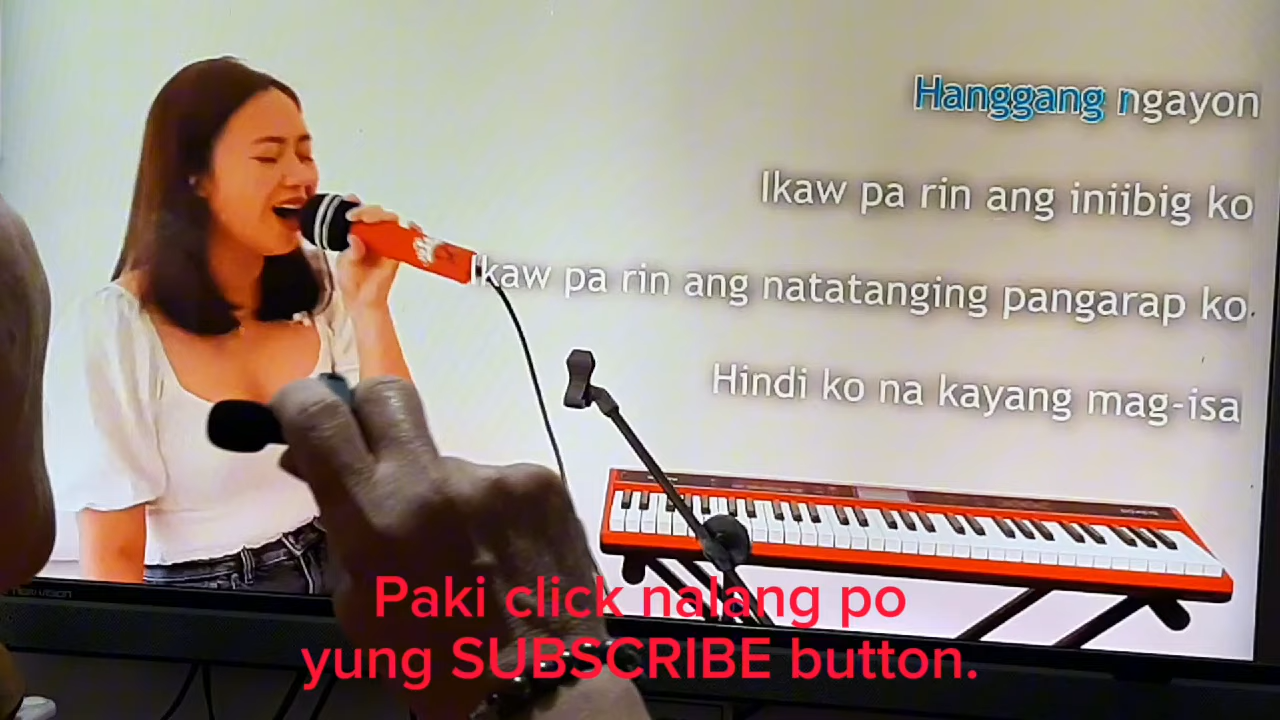 Hanggang ngayon
Ikaw pa rin ang iniibig ko
Ikaw pa rin ang natatanging pangarap ko.
Hindi ko na kayang mag-isa
Paki click nalang po
yung SUBSCRIBE button.